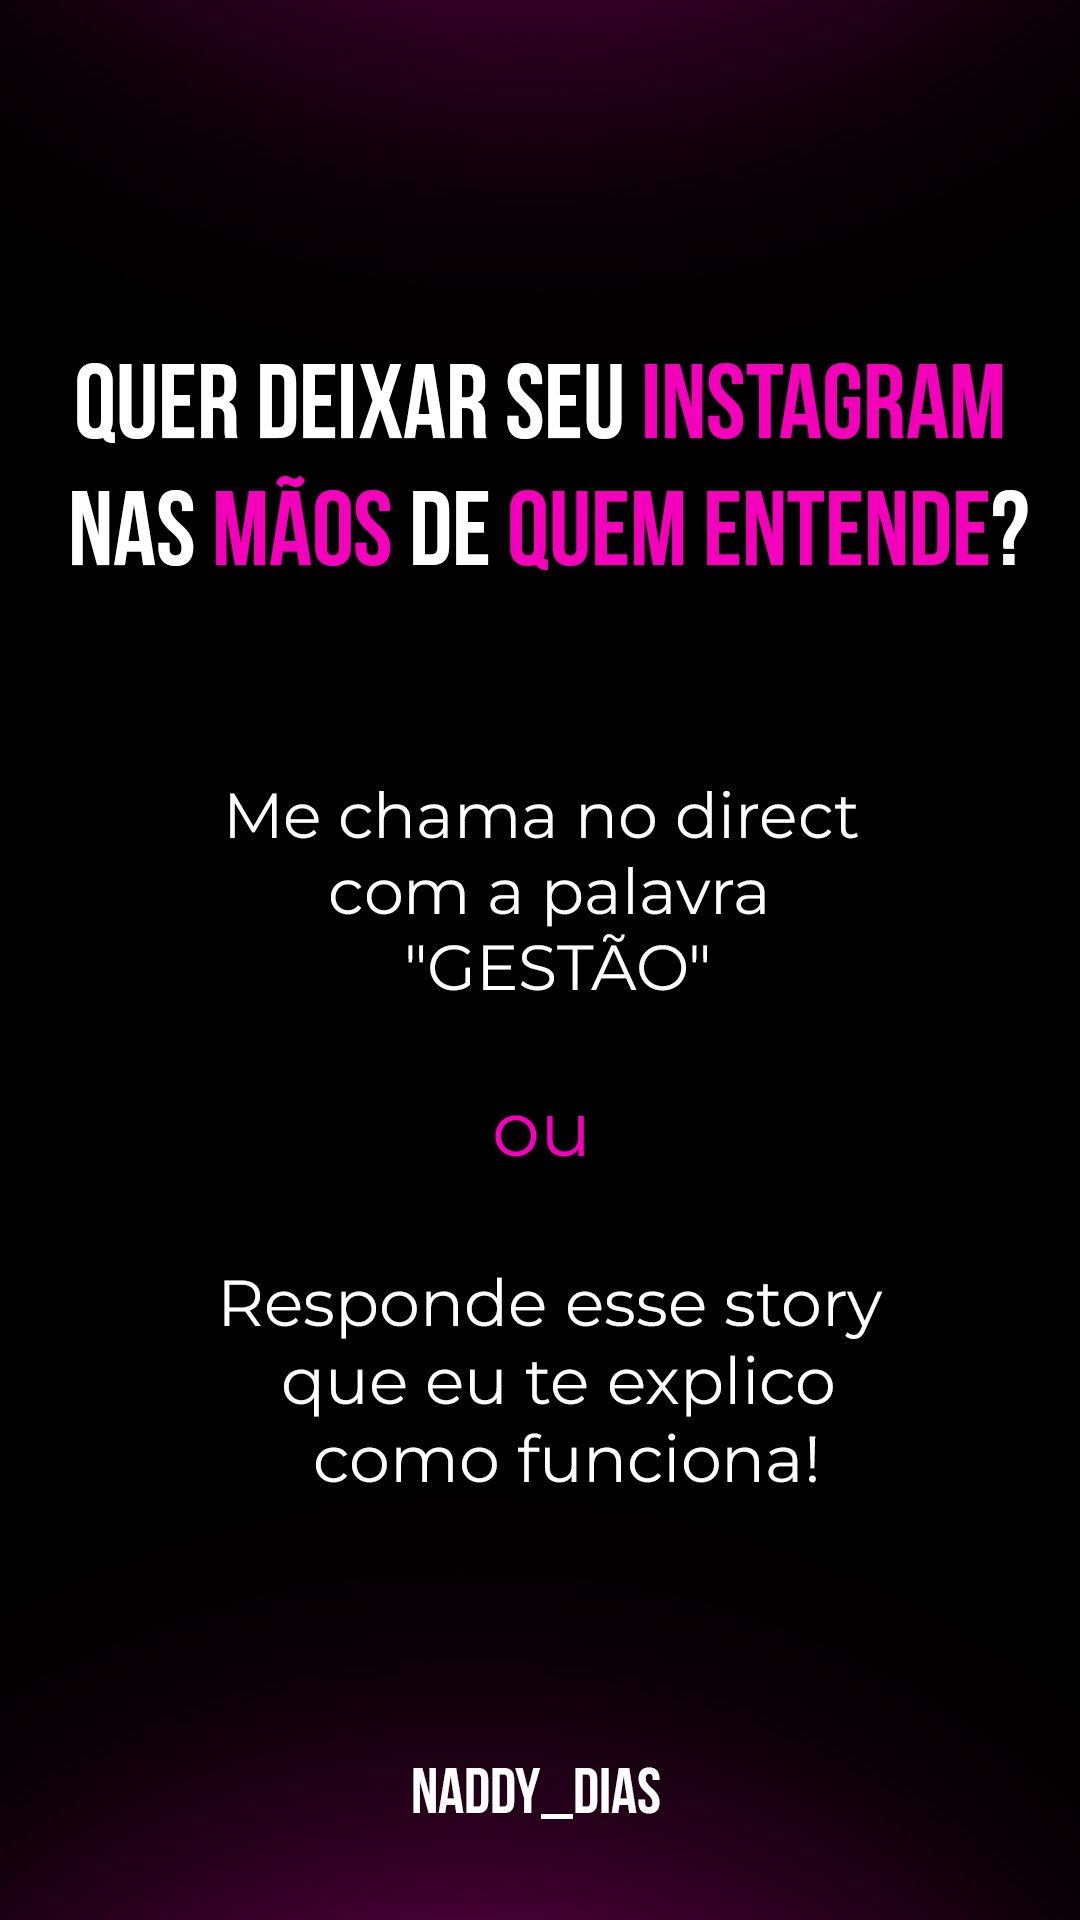 QUER DEIXAR SEU INSTAGRAM
NAS MÃOS DE QUEM ENTENDE?
Me chama no direct
com a palavra
"GESTÃO"
ou
Responde esse story
que eu te explico
como funciona!
NADDY_DIAS